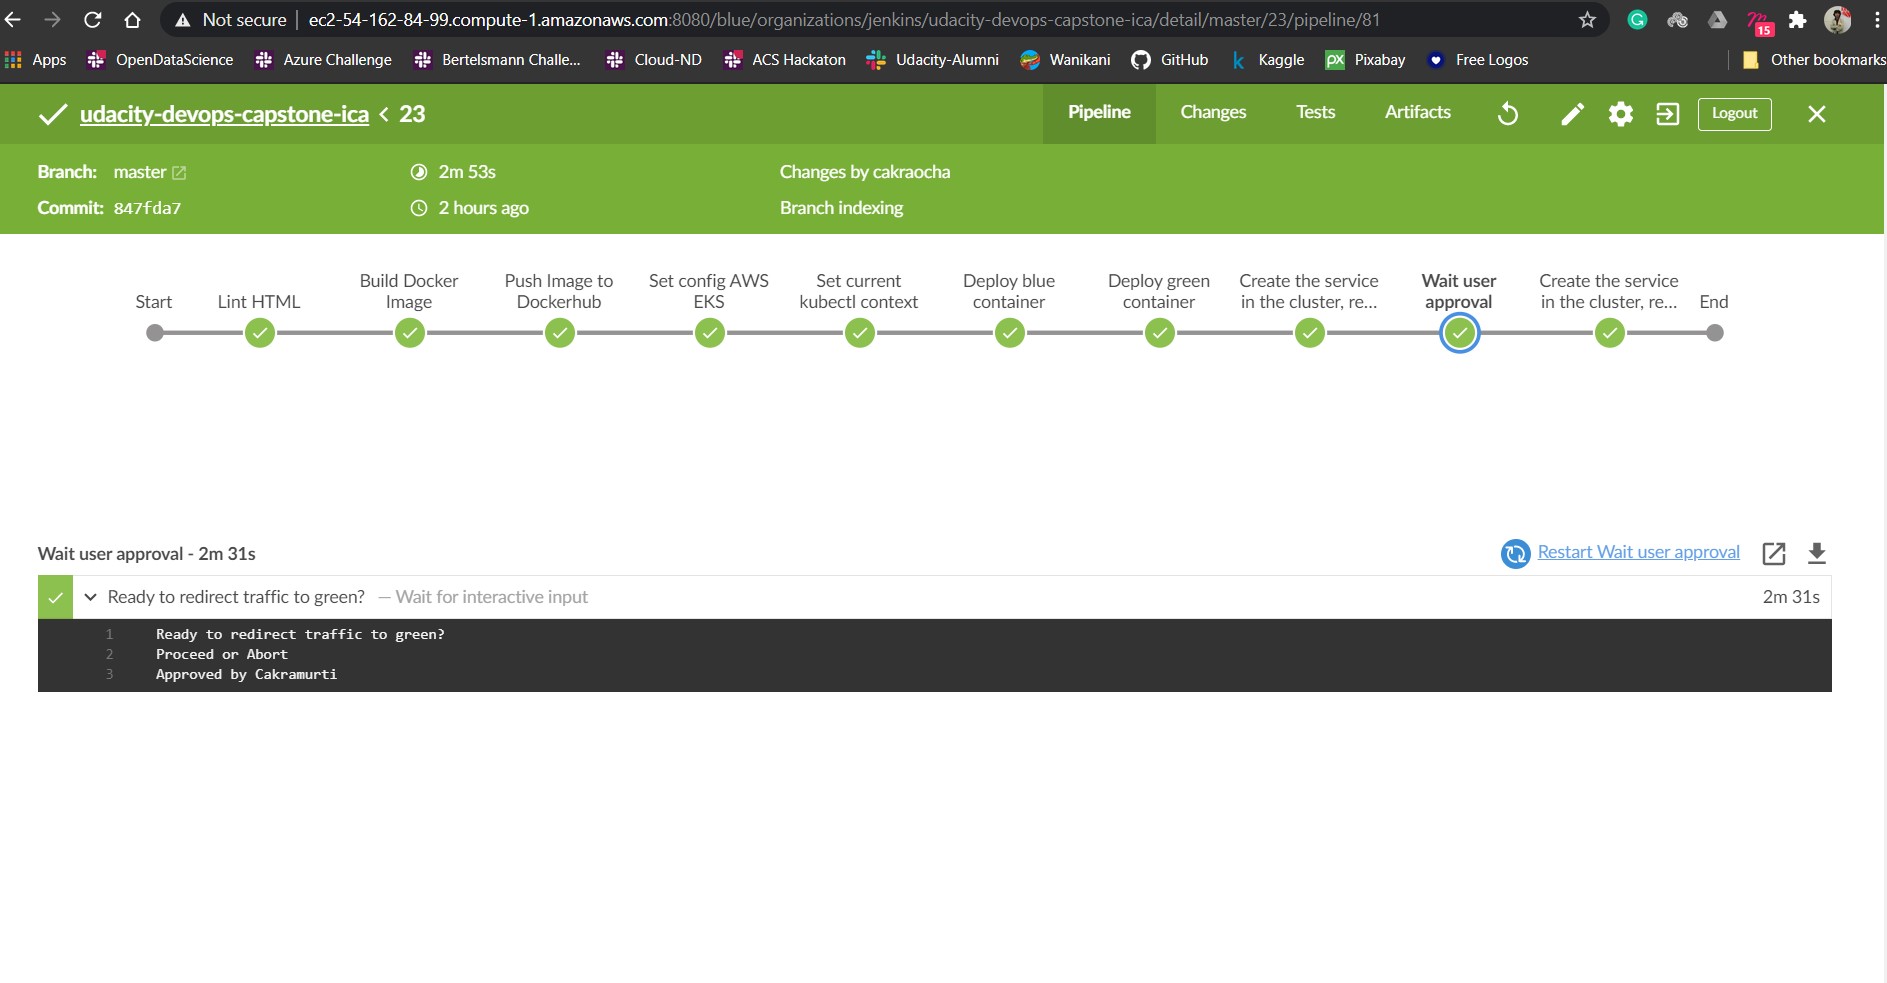 Not secure | ec2-54-162-84-99.compute-1.amazonaws.com:8080/blue/organizations/jenkins/udacity-devops-capstone-ica/detail/master/23/pipeline/81
15
Apps OpenDataScience Azure Challenge Bertelsmann Challe... Cloud-ND ACS Hackaton Udacity-Alumni Wanikani GitHub k Kaggle px Pixabay Free Logos Other bookmarks
udacity-devops-capstone-ica < 23 Pipeline Changes Tests Artifacts Logout
Branch: master 2m 53s Changes by cakraocha
Commit: 847fda7 2 hours ago Branch indexing
Build Docker Push Image to Set config AWS Set current Deploy blue Deploy green Create the service Wait user Create the service
Start Lint HTML Image Dockerhub EKS kubectl context container container in the cluster, re... approval in the cluster, re... End
Wait user approval - 2m 31s Restart Wait user approval
Ready to redirect traffic to green? — Wait for interactive input 2m 31s
1 Ready to redirect traffic to green?
2 Proceed or Abort
3 Approved by Cakramurti